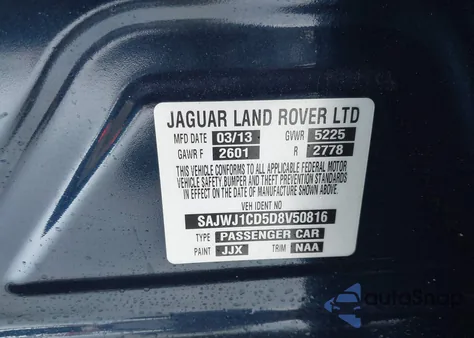 JAGUAR LAND ROVER LTD
MFD DATE 03/13 GVWR 5225
GAWR F 2601 R 2778
THIS VEHICLE CONFORMS TO ALL APPLICABLE FEDERAL MOTOR
VEHICLE SAFETY, BUMPER AND THEFT PREVENTION STANDARDS
IN EFFECT ON THE DATE OF MANUFACTURE SHOWN ABOVE.
VEH IDENT NO
SAJWJ1CD5D8V50816
TYPE PASSENGER CAR
PAINT JJX TRIM NAA
autoSnap